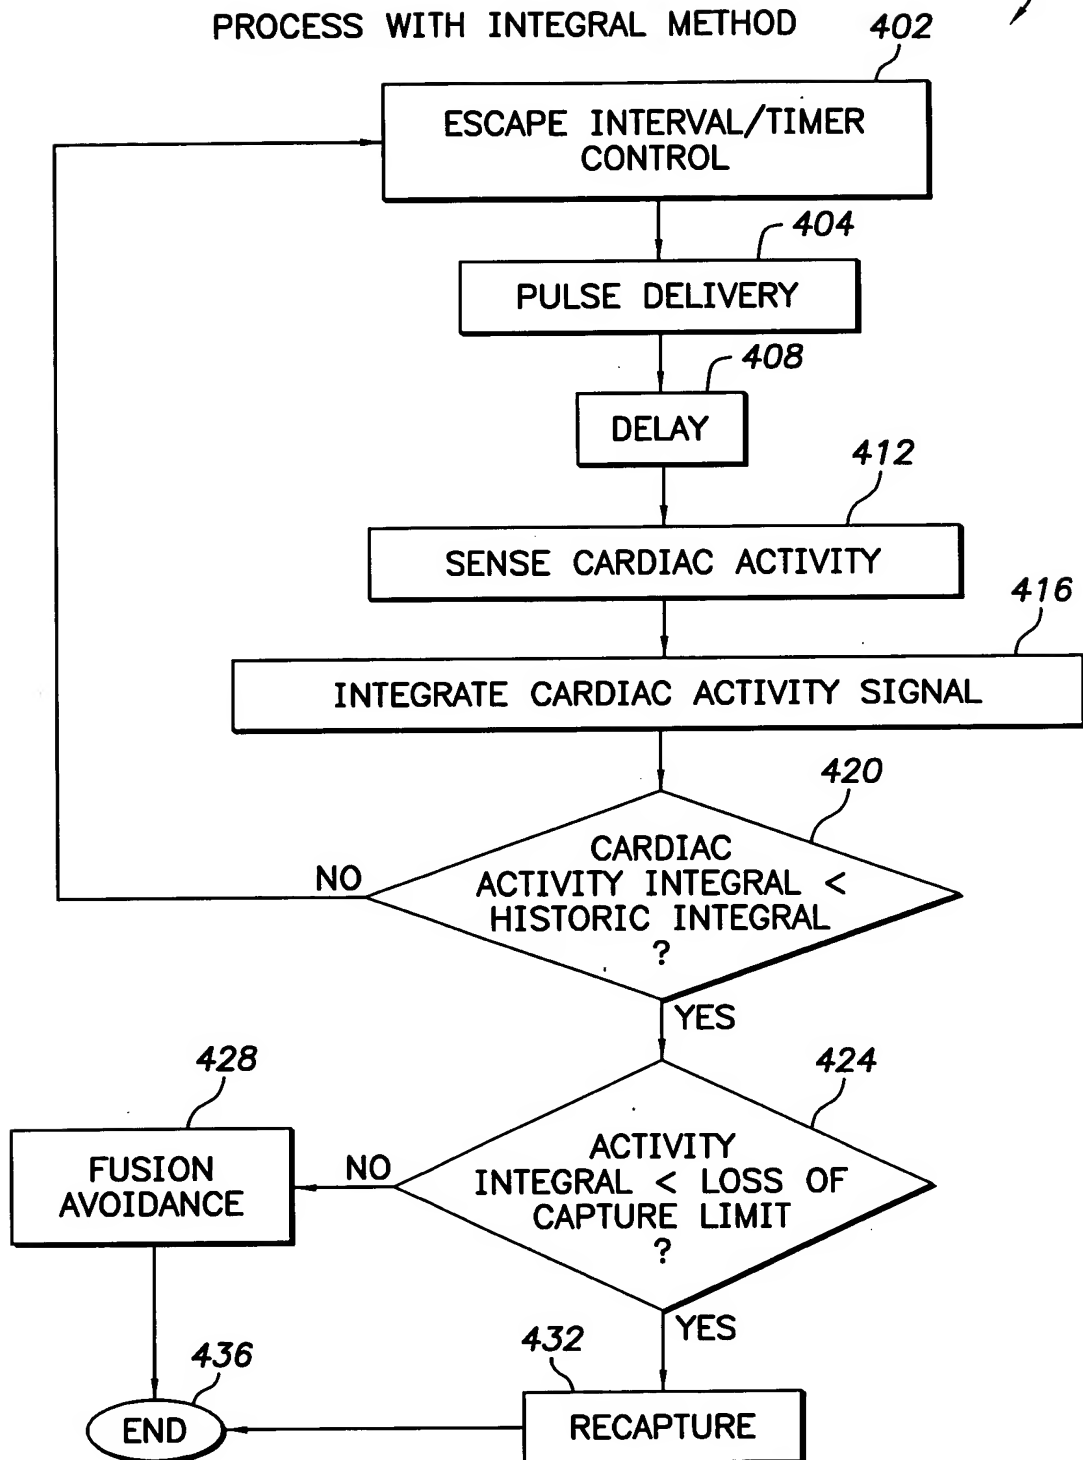 PROCESS WITH INTEGRAL METHOD
402
ESCAPE INTERVAL/TIMER
CONTROL
404
PULSE DELIVERY
408
DELAY
412
SENSE CARDIAC ACTIVITY
416
INTEGRATE CARDIAC ACTIVITY SIGNAL
420
CARDIAC
ACTIVITY INTEGRAL <
HISTORIC INTEGRAL
?
NO
YES
424
ACTIVITY
INTEGRAL < LOSS OF
CAPTURE LIMIT
?
NO
428
FUSION
AVOIDANCE
YES
432
RECAPTURE
436
END